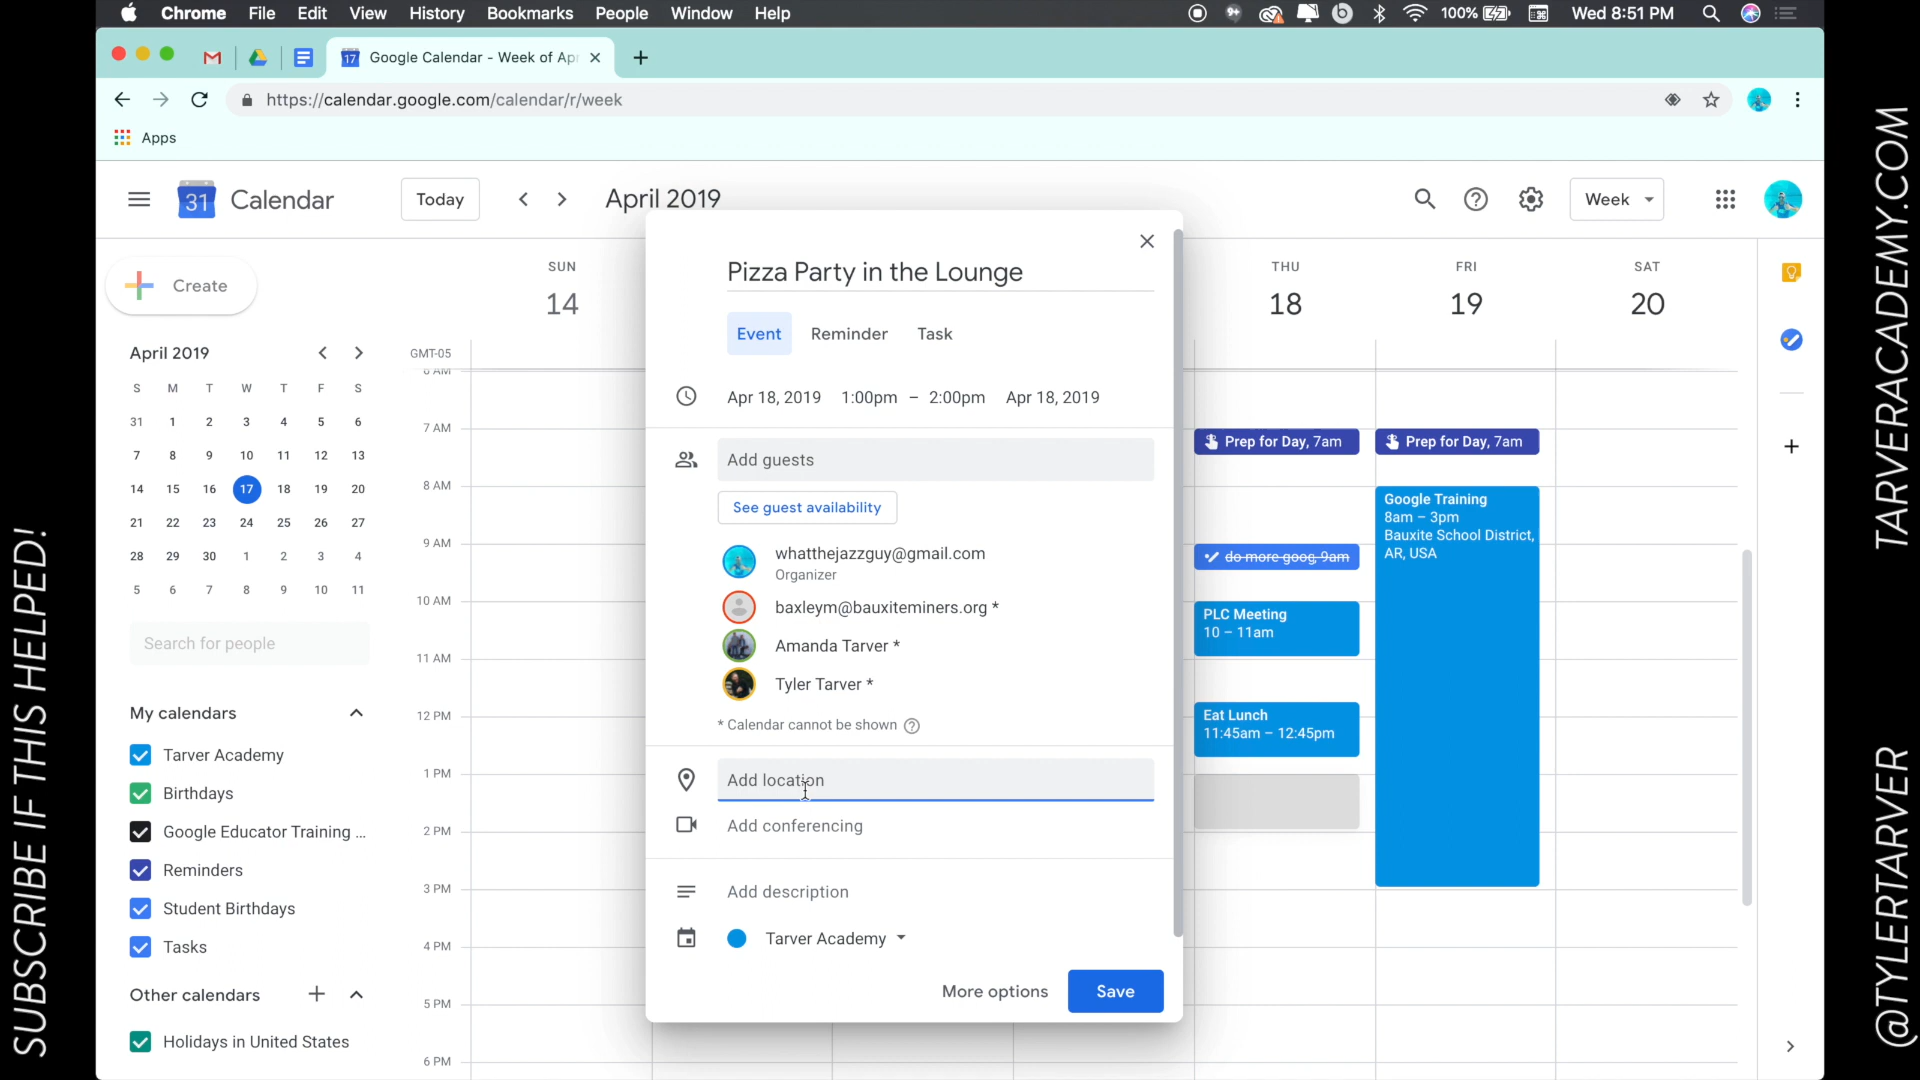 Chrome File Edit View History Bookmarks People Window Help
100% Wed 8:51 PM
17 Google Calendar - Week of Apr
https://calendar.google.com/calendar/r/week
Apps
31 Calendar
Today
April 2019
Week
Create
April 2019
S M T W T F S
31 1 2 3 4 5 6
7 8 9 10 11 12 13
14 15 16 17 18 19 20
21 22 23 24 25 26 27
28 29 30 1 2 3 4
5 6 7 8 9 10 11
Search for people
My calendars
Tarver Academy
Birthdays
Google Educator Training ...
Reminders
Student Birthdays
Tasks
Other calendars
Holidays in United States
SUN
14
THU
18
FRI
19
SAT
20
GMT-05
7 AM
8 AM
9 AM
10 AM
11 AM
12 PM
1 PM
2 PM
3 PM
4 PM
5 PM
6 PM
Pizza Party in the Lounge
Event Reminder Task
Apr 18, 2019 1:00pm – 2:00pm Apr 18, 2019
Add guests
See guest availability
whatthejazzguy@gmail.com
Organizer
baxleym@bauxiteminers.org *
Amanda Tarver *
Tyler Tarver *
* Calendar cannot be shown
Add location
Add conferencing
Add description
Tarver Academy
More options
Save
Prep for Day, 7am
do more goog, 9am
PLC Meeting
10 – 11am
Eat Lunch
11:45am – 12:45pm
Prep for Day, 7am
Google Training
8am – 3pm
Bauxite School District,
AR, USA
SUBSCRIBE IF THIS HELPED!
TARVERACADEMY.COM
@TYLERTARVER